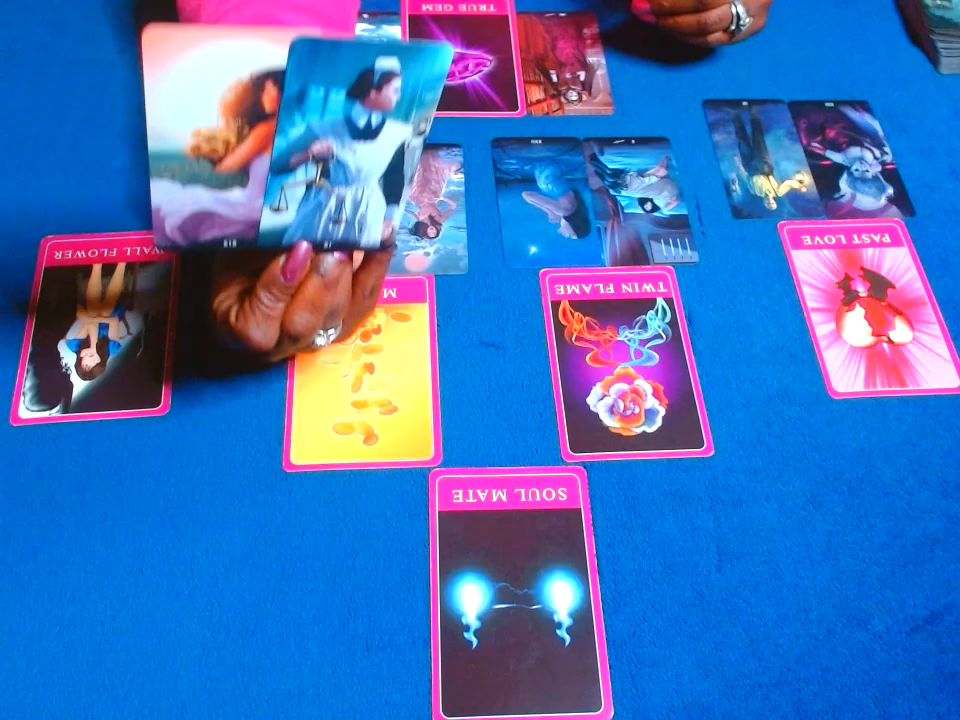 TRUE GEM
WALL FLOWER
M
TWIN FLAME
PAST LOVE
SOUL MATE